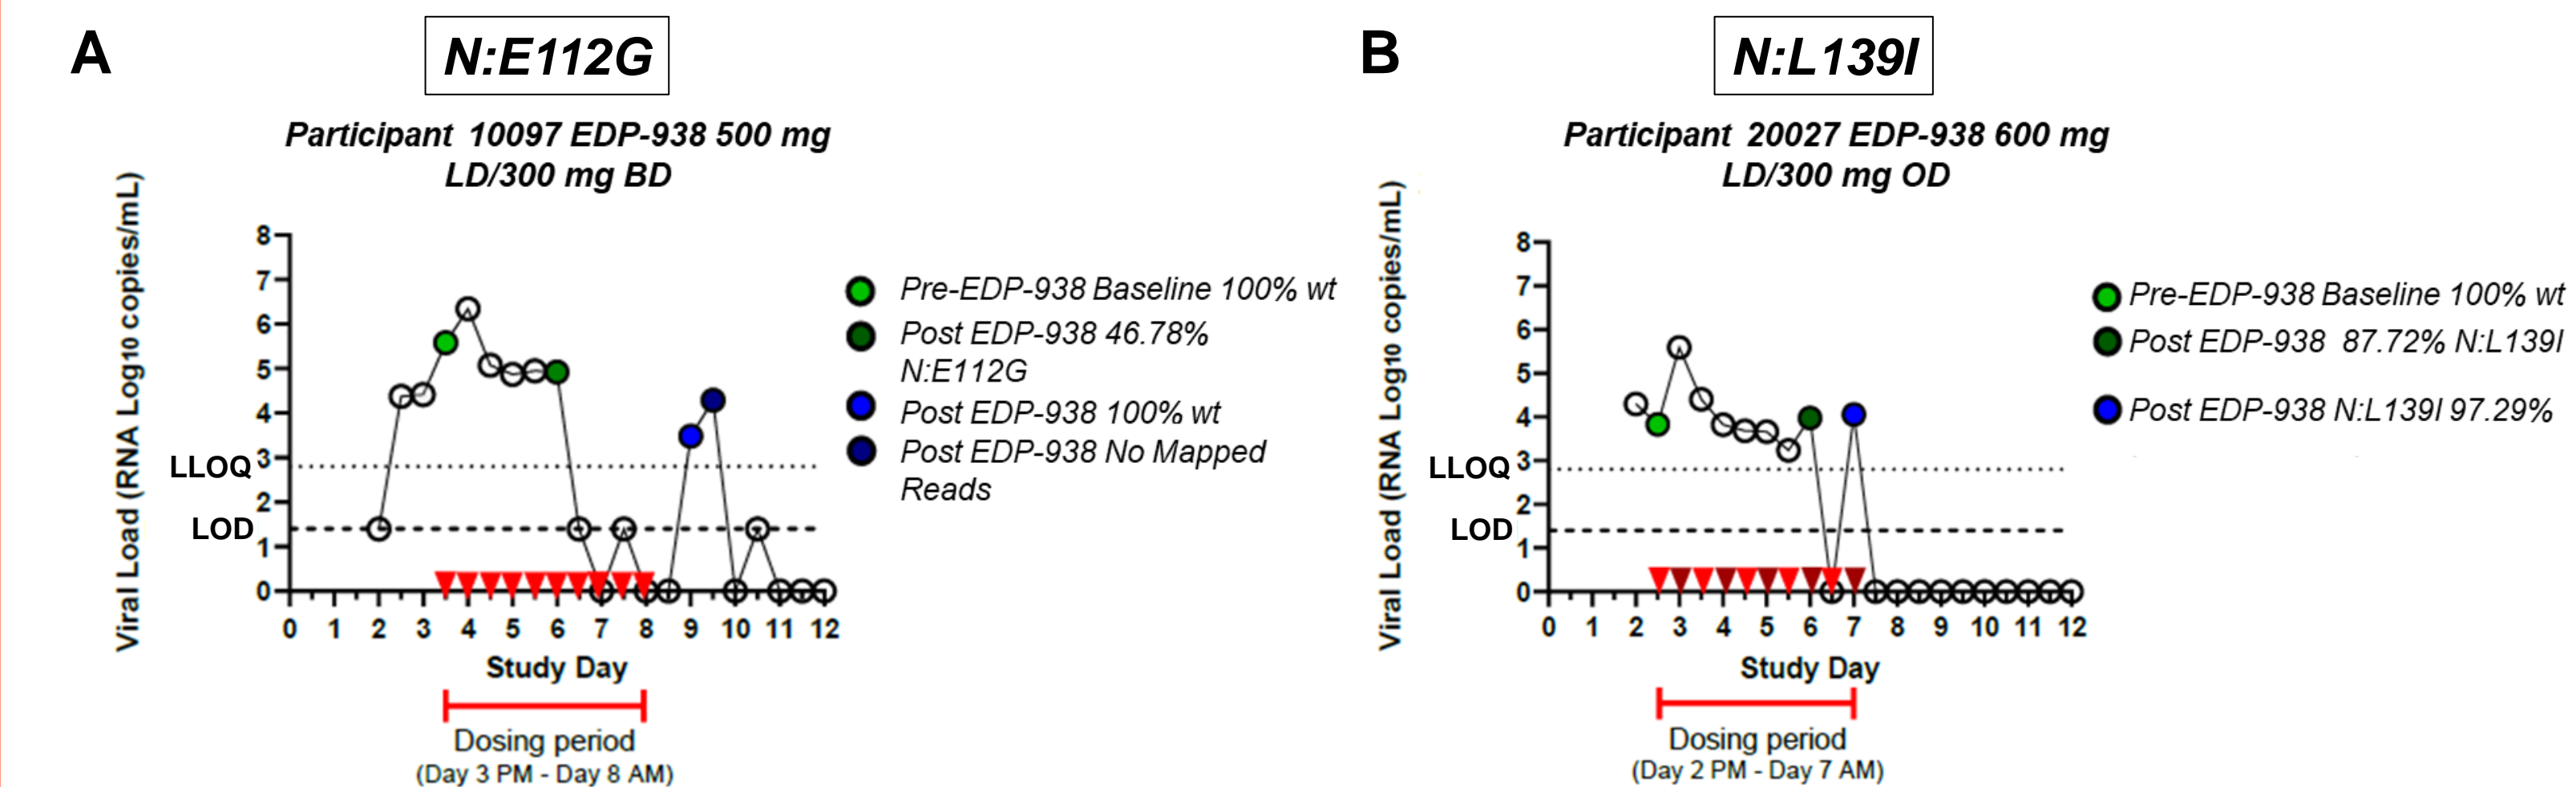 A
N:E112G
Participant 10097 EDP-938 500 mg
LD/300 mg BD
Viral Load (RNA Log10 copies/mL)
8
7
6
5
4
3
2
1
0
LLOQ
LOD
0 1 2 3 4 5 6 7 8 9 10 11 12
Study Day
Dosing period
(Day 3 PM - Day 8 AM)
Pre-EDP-938 Baseline 100% wt
Post EDP-938 46.78%
N:E112G
Post EDP-938 100% wt
Post EDP-938 No Mapped
Reads
B
N:L139I
Participant 20027 EDP-938 600 mg
LD/300 mg OD
Viral Load (RNA Log10 copies/mL)
8
7
6
5
4
3
2
1
0
LLOQ
LOD
0 1 2 3 4 5 6 7 8 9 10 11 12
Study Day
Dosing period
(Day 2 PM - Day 7 AM)
Pre-EDP-938 Baseline 100% wt
Post EDP-938 87.72% N:L139I
Post EDP-938 N:L139I 97.29%